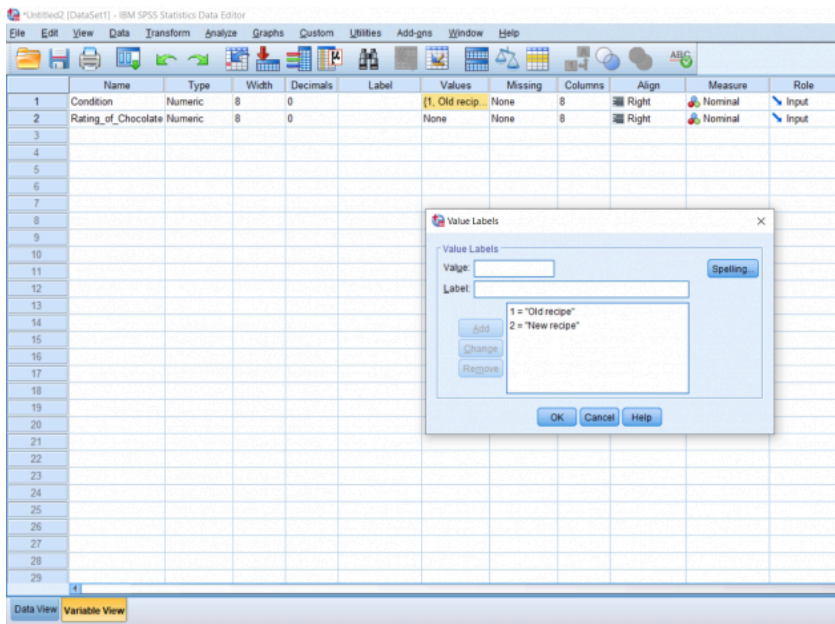 *Untitled2 [DataSet1] - IBM SPSS Statistics Data Editor
File Edit View Data Transform Analyze Graphs Custom Utilities Add-ons Window Help
Name Type Width Decimals Label Values Missing Columns Align Measure Role
1 Condition Numeric 8 0 {1, Old recip... None 8 Right Nominal Input
2 Rating_of_Chocolate Numeric 8 0 None None 8 Right Nominal Input
3
4
5
6
7
8
9
10
11
12
13
14
15
16
17
18
19
20
21
22
23
24
25
26
27
28
29
Value Labels
Value Labels
Value:
Spelling...
Label:
1 = "Old recipe"
Add
2 = "New recipe"
Change
Remove
OK Cancel Help
Data View Variable View